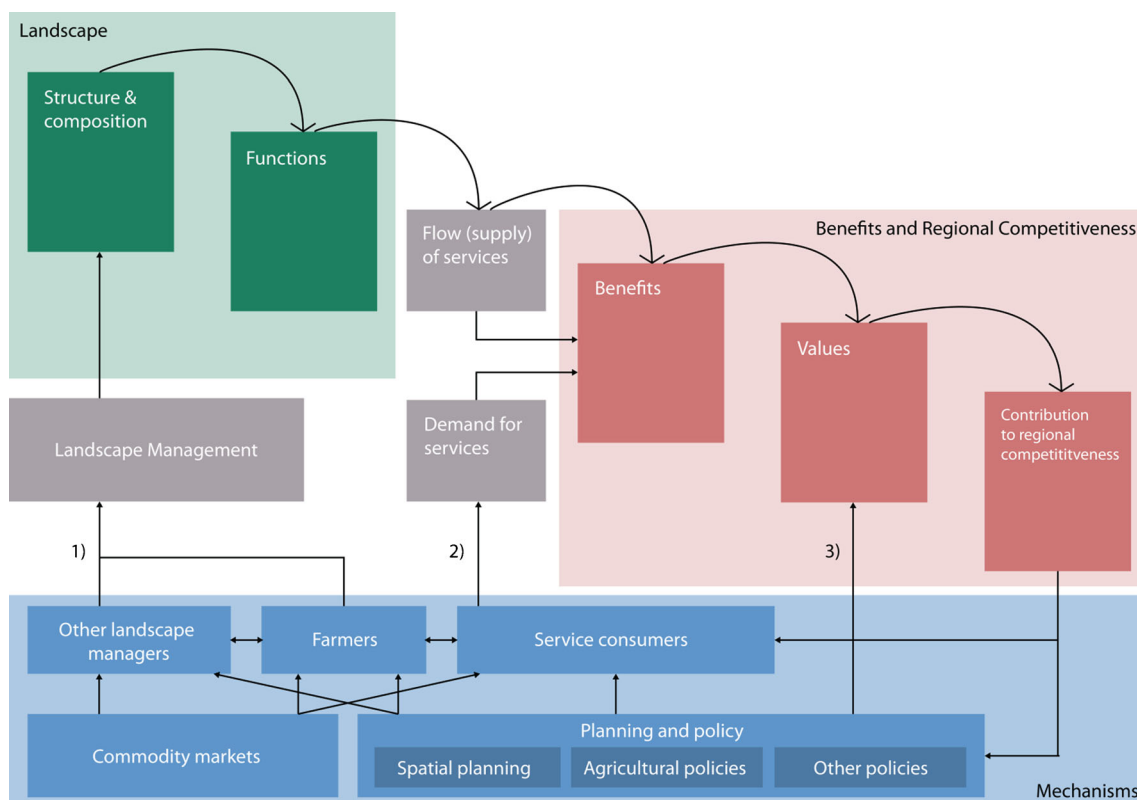 Landscape
Structure &
composition
Functions
Flow (supply)
of services
Benefits and Regional Competitiveness
Benefits
Values
Contribution
to regional
competititveness
Landscape Management
Demand for
services
1)
2)
3)
Other landscape
managers
Farmers
Service consumers
Commodity markets
Planning and policy
Spatial planning
Agricultural policies
Other policies
Mechanisms